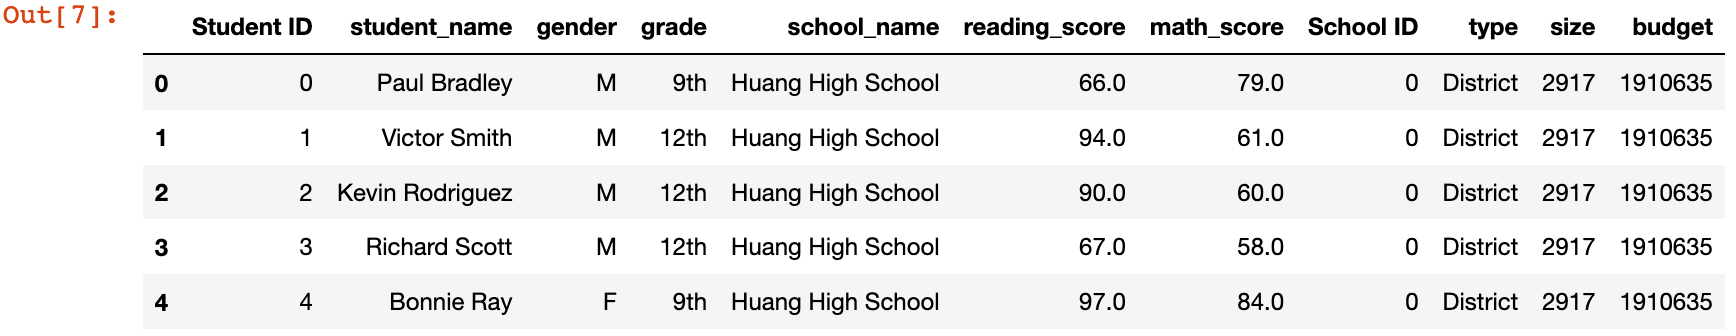 Out[7]:
Student ID student_name gender grade school_name reading_score math_score School ID type size budget
0 0 Paul Bradley M 9th Huang High School 66.0 79.0 0 District 2917 1910635
1 1 Victor Smith M 12th Huang High School 94.0 61.0 0 District 2917 1910635
2 2 Kevin Rodriguez M 12th Huang High School 90.0 60.0 0 District 2917 1910635
3 3 Richard Scott M 12th Huang High School 67.0 58.0 0 District 2917 1910635
4 4 Bonnie Ray F 9th Huang High School 97.0 84.0 0 District 2917 1910635